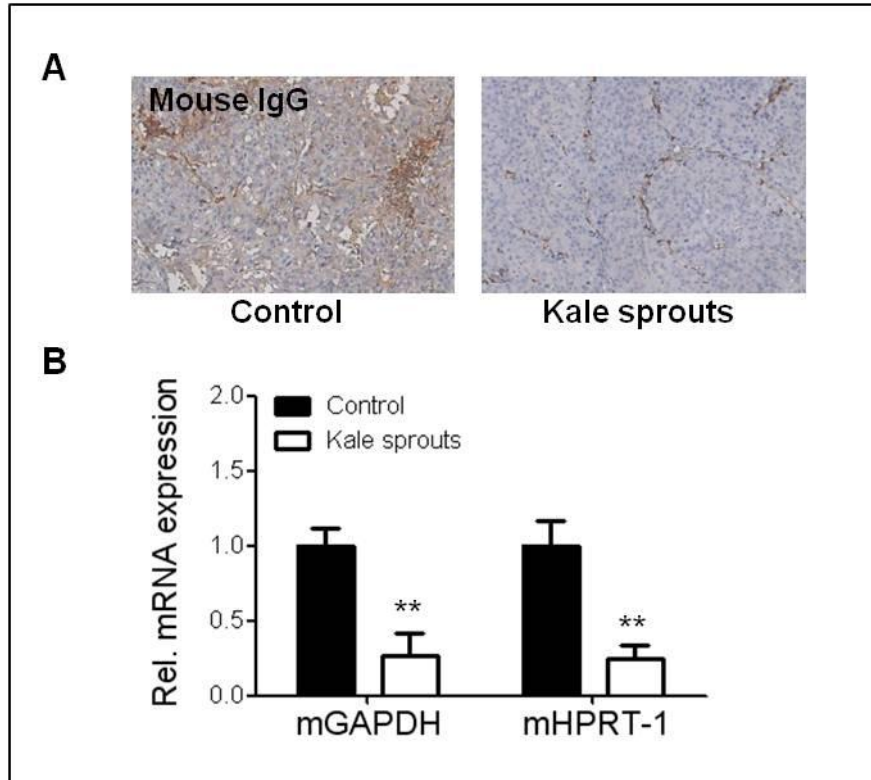 A
Mouse IgG
Control
Kale sprouts
B
Rel. mRNA expression
2.0
1.5
1.0
0.5
0.0
Control
Kale sprouts
**
**
mGAPDH
mHPRT-1